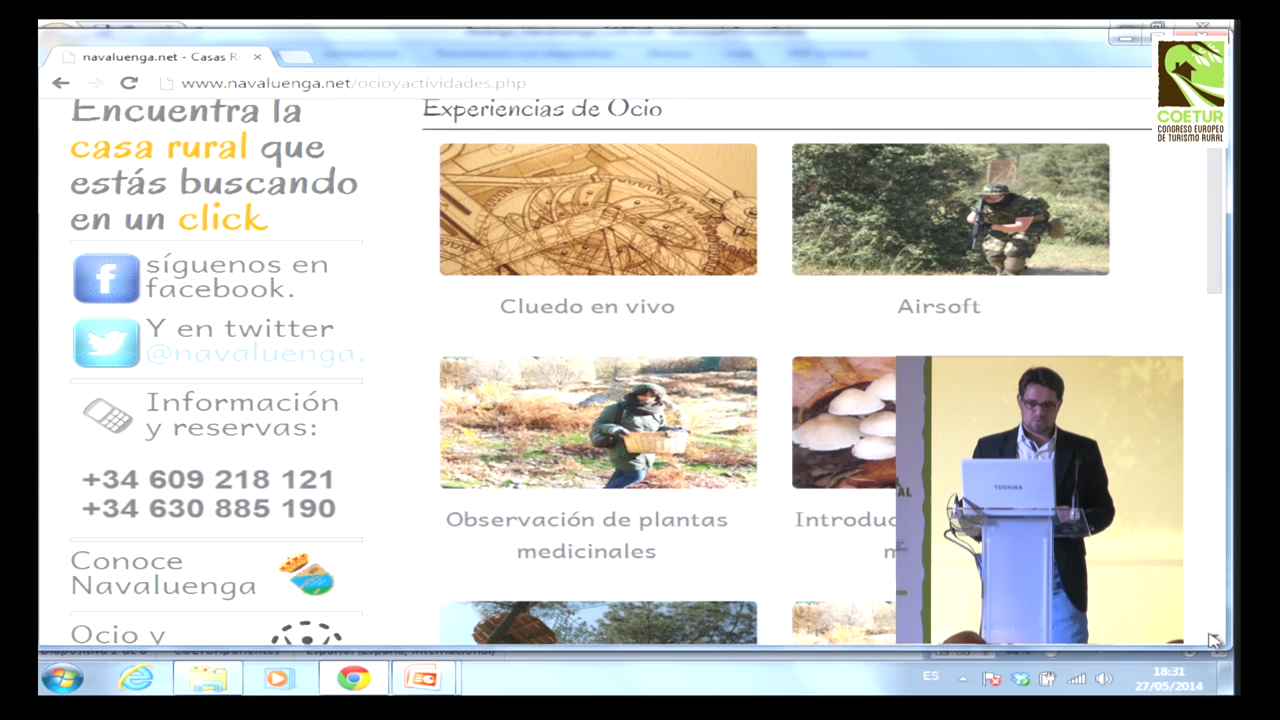 navaluenga.net - Casas R
www.navaluenga.net/ocioyactividades.php
COETUR
CONGRESO EUROPEO
DE TURISMO RURAL
Encuentra la
casa rural que
estás buscando
en un click
síguenos en
facebook.
Y en twitter
@navaluenga.
Información
y reservas:
+34 609 218 121
+34 630 885 190
Conoce
Navaluenga
Ocio y
Experiencias de Ocio
Cluedo en vivo
Airsoft
Observación de plantas
medicinales
Introduc
m
TOSHIBA
ES
18:31
27/05/2014